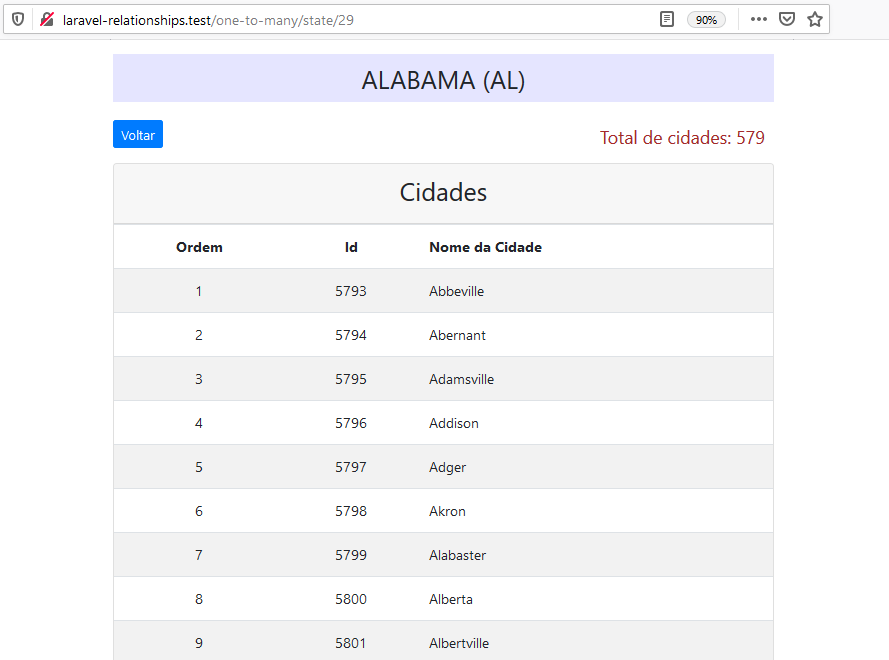 laravel-relationships.test/one-to-many/state/29 90%
ALABAMA (AL)
Voltar Total de cidades: 579
Cidades
Ordem Id Nome da Cidade
1 5793 Abbeville
2 5794 Abernant
3 5795 Adamsville
4 5796 Addison
5 5797 Adger
6 5798 Akron
7 5799 Alabaster
8 5800 Alberta
9 5801 Albertville